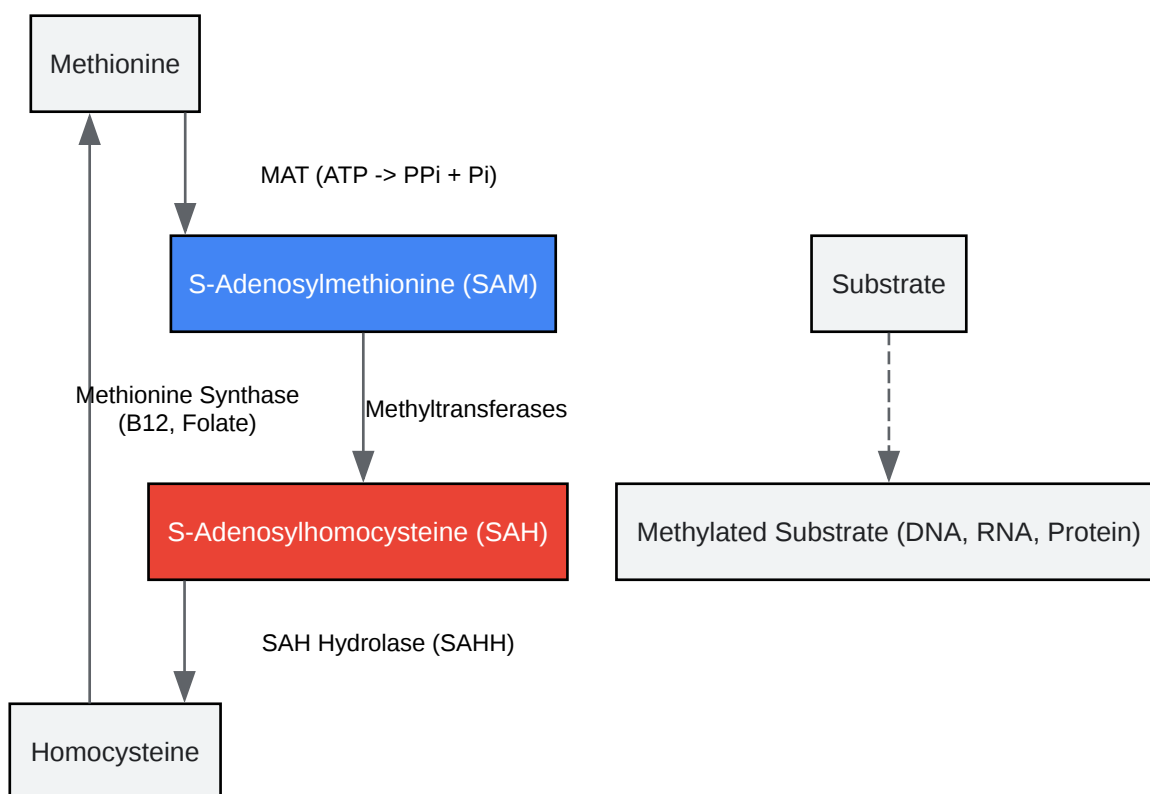 Methionine
MAT (ATP -> PPi + Pi)
S-Adenosylmethionine (SAM)
Substrate
Methionine Synthase
(B12, Folate)
Methyltransferases
S-Adenosylhomocysteine (SAH)
Methylated Substrate (DNA, RNA, Protein)
SAH Hydrolase (SAHH)
Homocysteine